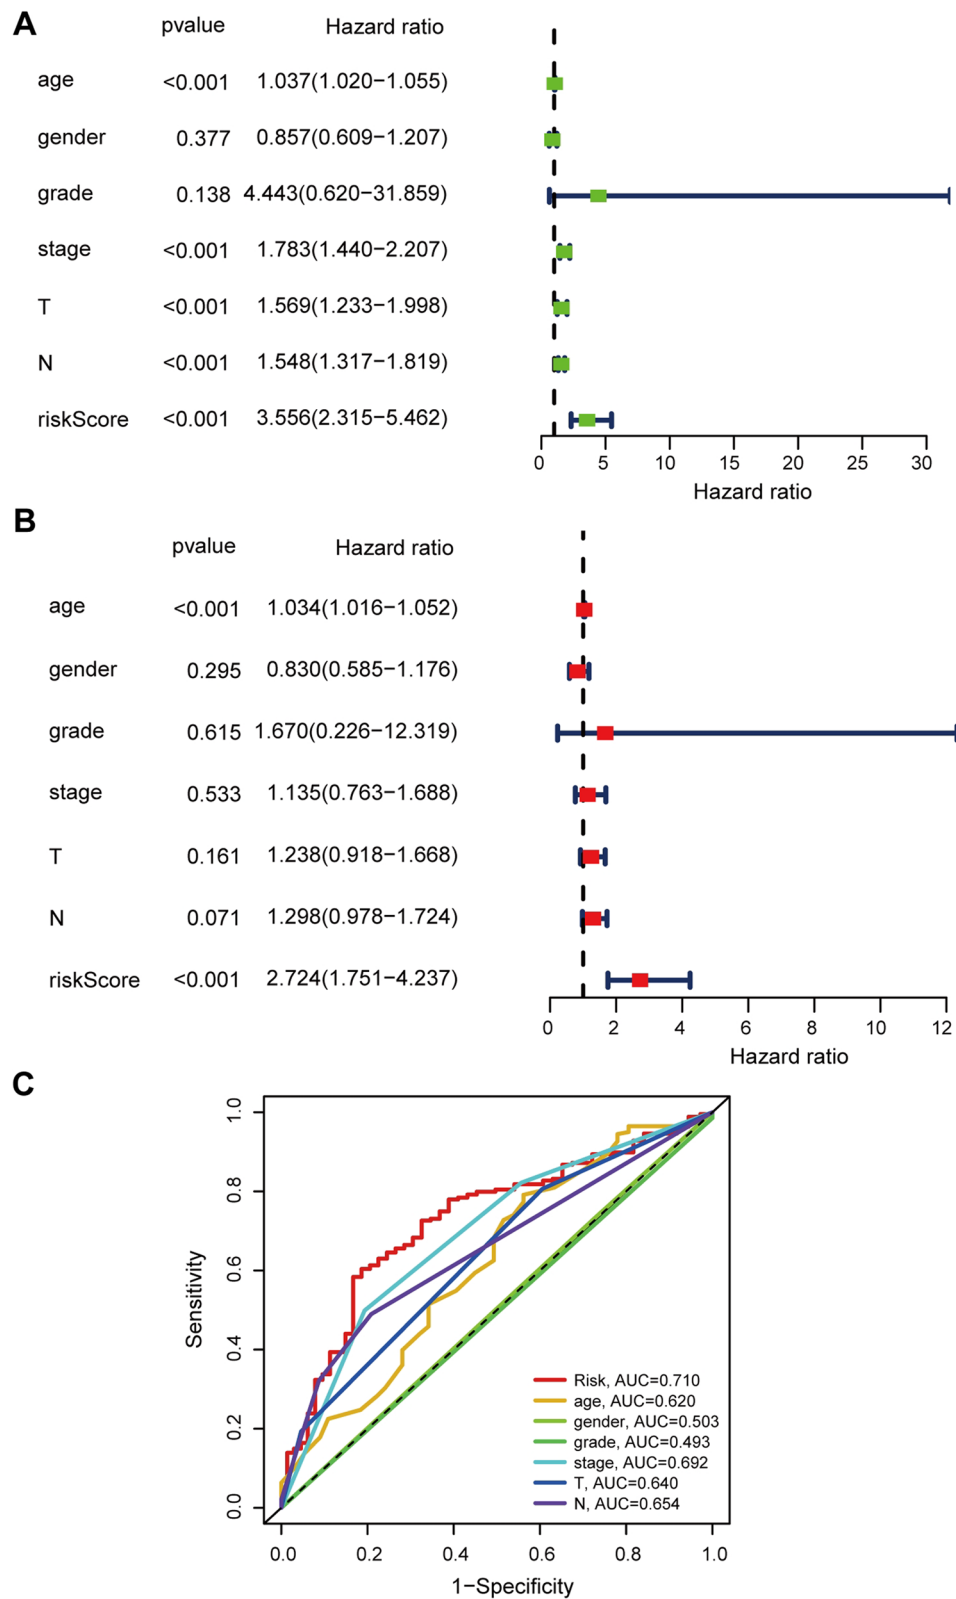 A
pvalue Hazard ratio
age <0.001 1.037(1.020−1.055)
gender 0.377 0.857(0.609−1.207)
grade 0.138 4.443(0.620−31.859)
stage <0.001 1.783(1.440−2.207)
T <0.001 1.569(1.233−1.998)
N <0.001 1.548(1.317−1.819)
riskScore <0.001 3.556(2.315−5.462)
0 5 10 15 20 25 30
Hazard ratio
B
pvalue Hazard ratio
age <0.001 1.034(1.016−1.052)
gender 0.295 0.830(0.585−1.176)
grade 0.615 1.670(0.226−12.319)
stage 0.533 1.135(0.763−1.688)
T 0.161 1.238(0.918−1.668)
N 0.071 1.298(0.978−1.724)
riskScore <0.001 2.724(1.751−4.237)
0 2 4 6 8 10 12
Hazard ratio
C
Sensitivity
1.0
0.8
0.6
0.4
0.2
0.0
Risk, AUC=0.710
age, AUC=0.620
gender, AUC=0.503
grade, AUC=0.493
stage, AUC=0.692
T, AUC=0.640
N, AUC=0.654
0.0 0.2 0.4 0.6 0.8 1.0
1−Specificity